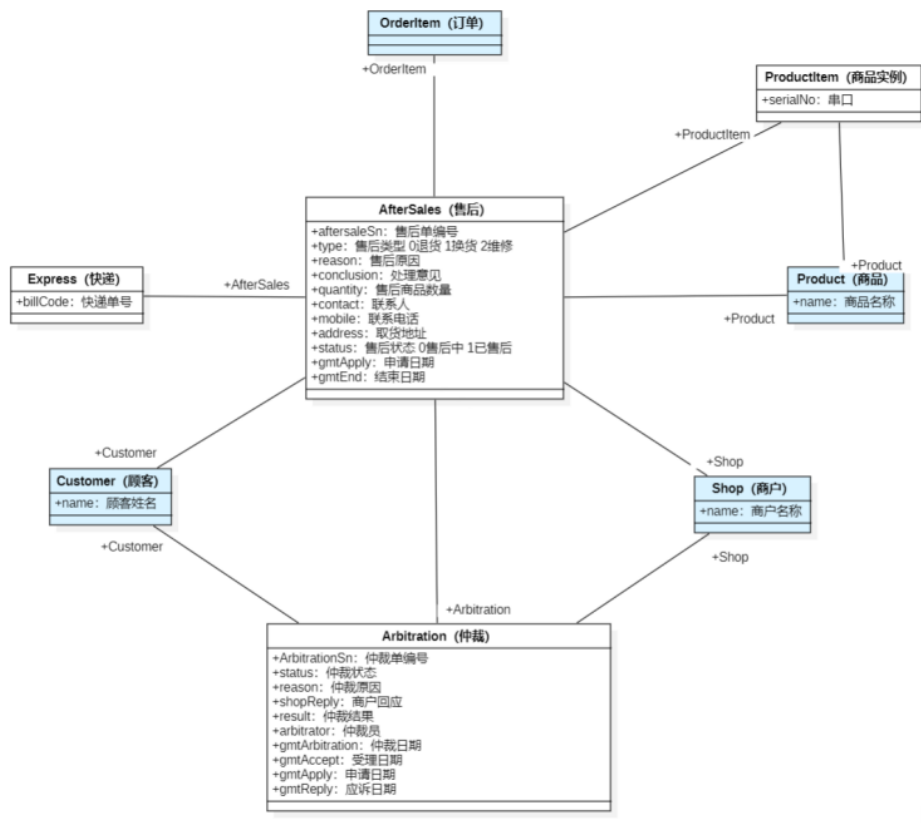 OrderItem（订单）
+OrderItem
ProductItem（商品实例）
+serialNo：串口
+ProductItem
AfterSales（售后）
+aftersaleSn：售后单编号
+type：售后类型 0退货 1换货 2维修
+reason：售后原因
+conclusion：处理意见
+quantity：售后商品数量
+contact：联系人
+mobile：联系电话
+address：取货地址
+status：售后状态 0售后中 1已售后
+gmtApply：申请日期
+gmtEnd：结束日期
Express（快递）
+billCode：快递单号
+AfterSales
+Product
Product（商品）
+name：商品名称
+Product
+Customer
Customer（顾客）
+name：顾客姓名
+Customer
+Shop
Shop（商户）
+name：商户名称
+Shop
+Arbitration
Arbitration（仲裁）
+ArbitrationSn：仲裁单编号
+status：仲裁状态
+reason：仲裁原因
+shopReply：商户回应
+result：仲裁结果
+arbitrator：仲裁员
+gmtArbitration：仲裁日期
+gmtAccept：受理日期
+gmtApply：申请日期
+gmtReply：应诉日期